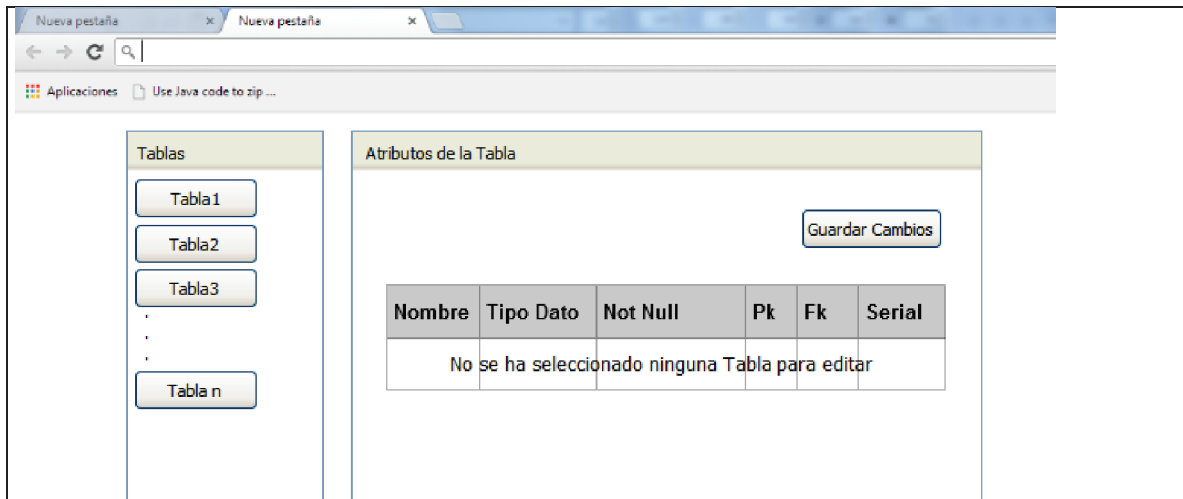 Nueva pestaña Nueva pestaña
Aplicaciones Use Java code to zip ...
Tablas
Tabla1
Tabla2
Tabla3
.
.
.
Tabla n
Atributos de la Tabla
Guardar Cambios
Nombre Tipo Dato Not Null Pk Fk Serial
No se ha seleccionado ninguna Tabla para editar